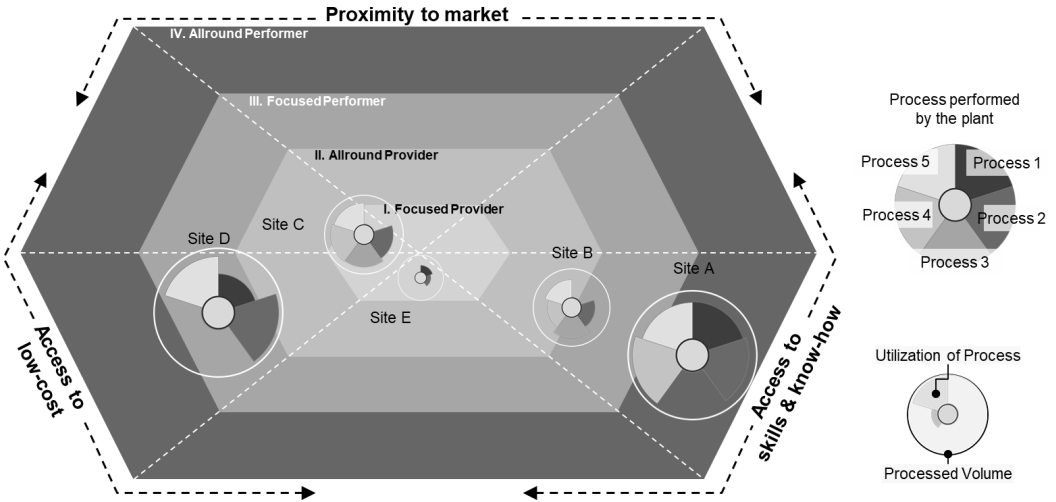 Proximity to market
IV. Allround Performer
III. Focused Performer
II. Allround Provider
I. Focused Provider
Site C
Site D
Site B
Site A
Site E
Access to
low-cost
Access to
skills & know-how
Process performed
by the plant
Process 5
Process 1
Process 4
Process 2
Process 3
Utilization of Process
Processed Volume